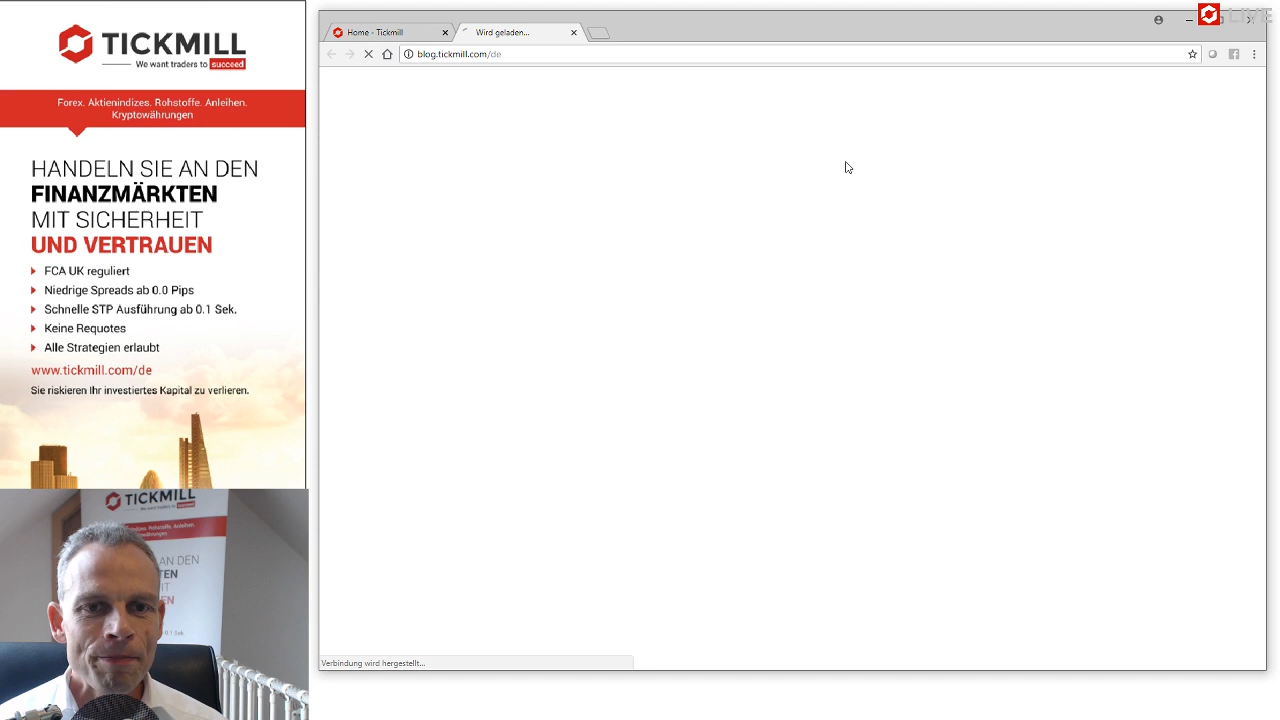 TICKMILL
We want traders to succeed
Forex. Aktienindizes. Rohstoffe. Anleihen.
Kryptowährungen
HANDELN SIE AN DEN
FINANZMÄRKTEN
MIT SICHERHEIT
UND VERTRAUEN
FCA UK reguliert
Niedrige Spreads ab 0.0 Pips
Schnelle STP Ausführung ab 0.1 Sek.
Keine Requotes
Alle Strategien erlaubt
www.tickmill.com/de
Sie riskieren Ihr investiertes Kapital zu verlieren.
TICKMILL
AN DEN
Home - Tickmill
Wird geladen...
LIVE
blog.tickmill.com/de
Verbindung wird hergestellt...